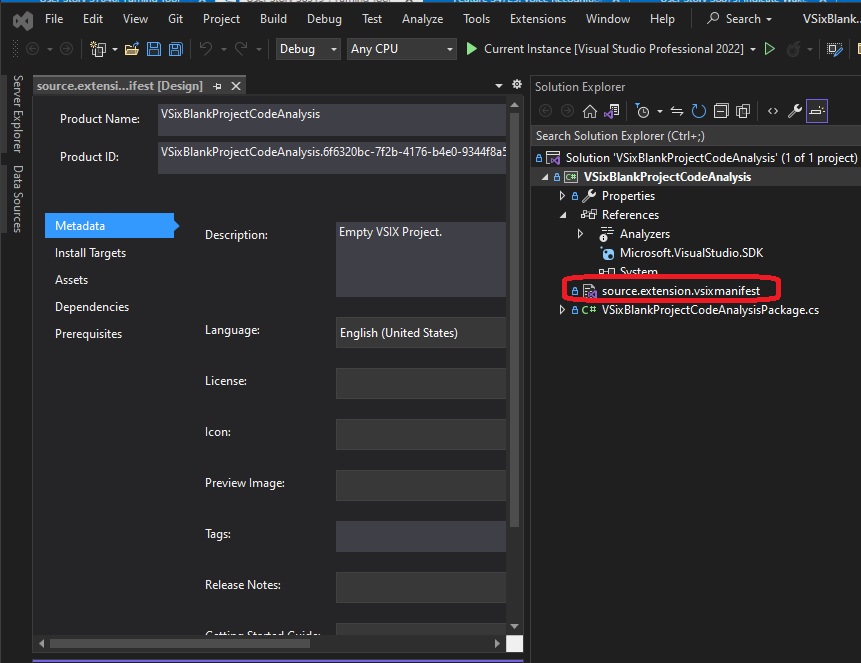 File Edit View Git Project Build Debug Test Analyze Tools Extensions Window Help Search VSixBlank...
Debug Any CPU Current Instance [Visual Studio Professional 2022]
Server Explorer
Data Sources
source.extensi...ifest [Design]
Product Name: VSixBlankProjectCodeAnalysis
Product ID: VSixBlankProjectCodeAnalysis.6f6320bc-7f2b-4176-b4e0-9344f8a5
Metadata
Install Targets
Assets
Dependencies
Prerequisites
Description: Empty VSIX Project.
Language: English (United States)
License:
Icon:
Preview Image:
Tags:
Release Notes:
Getting Started Guide:
Solution Explorer
Search Solution Explorer (Ctrl+;)
Solution 'VSixBlankProjectCodeAnalysis' (1 of 1 project)
C# VSixBlankProjectCodeAnalysis
Properties
References
Analyzers
Microsoft.VisualStudio.SDK
System
source.extension.vsixmanifest
C# VSixBlankProjectCodeAnalysisPackage.cs